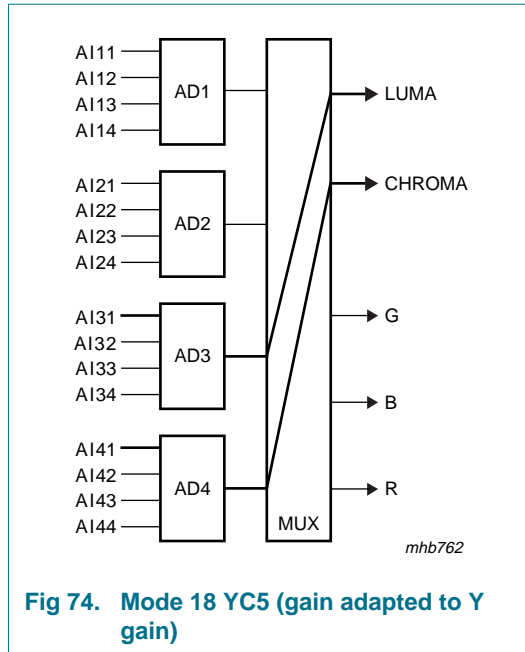 AI11
AI12
AI13
AI14
AD1
AI21
AI22
AI23
AI24
AD2
AI31
AI32
AI33
AI34
AD3
AI41
AI42
AI43
AI44
AD4
MUX
LUMA
CHROMA
G
B
R
mhb762
Fig 74. Mode 18 YC5 (gain adapted to Y
gain)